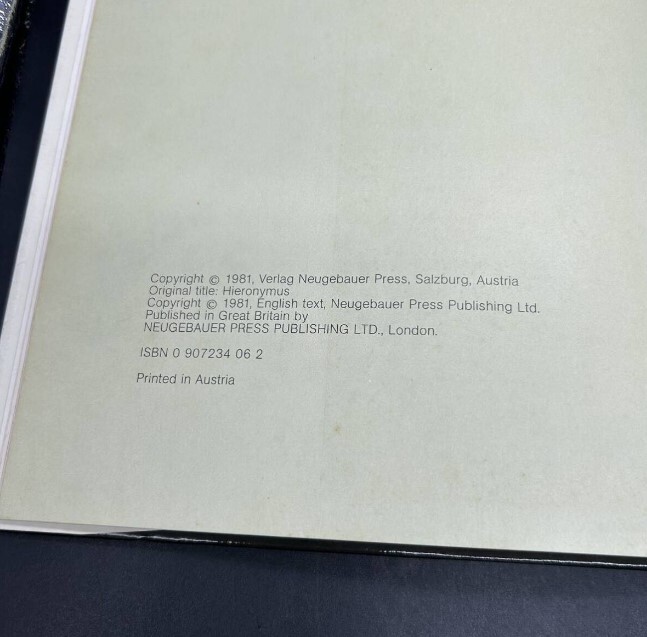 Copyright © 1981, Verlag Neugebauer Press, Salzburg, Austria
Original title: Hieronymus
Copyright © 1981, English text, Neugebauer Press Publishing Ltd.
Published in Great Britain by
NEUGEBAUER PRESS PUBLISHING LTD., London.
ISBN 0 907234 06 2
Printed in Austria